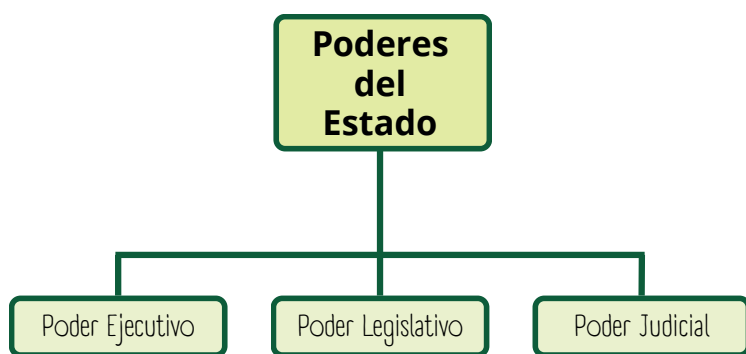 Poderes
del
Estado
Poder Ejecutivo
Poder Legislativo
Poder Judicial